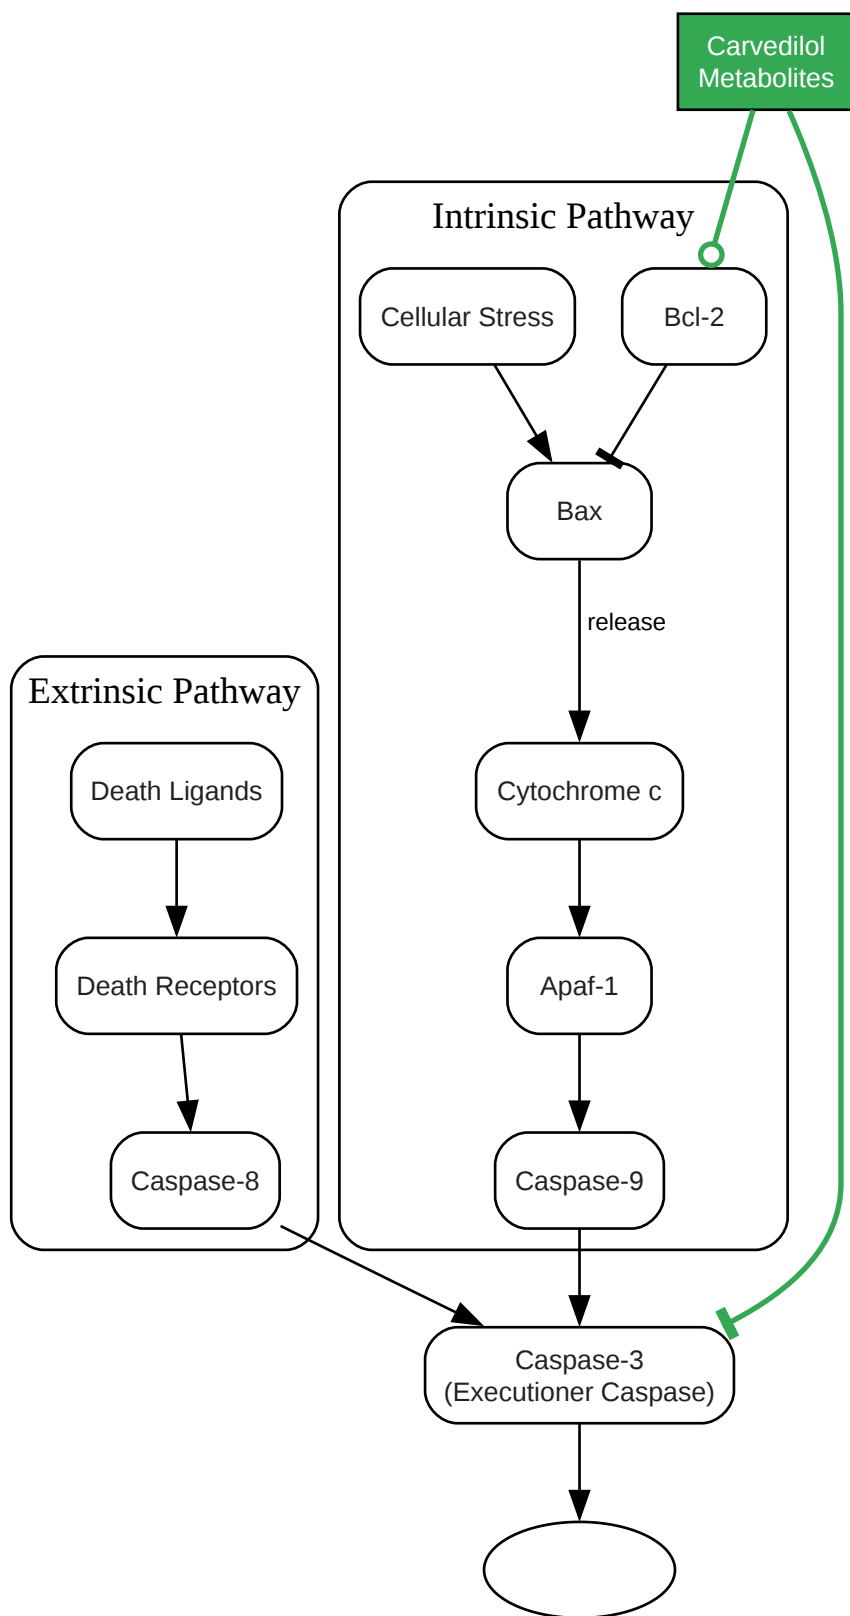 Carvedilol
Metabolites
Intrinsic Pathway
Cellular Stress
Bcl-2
Bax
release
Extrinsic Pathway
Death Ligands
Cytochrome c
Death Receptors
Apaf-1
Caspase-8
Caspase-9
Caspase-3
(Executioner Caspase)